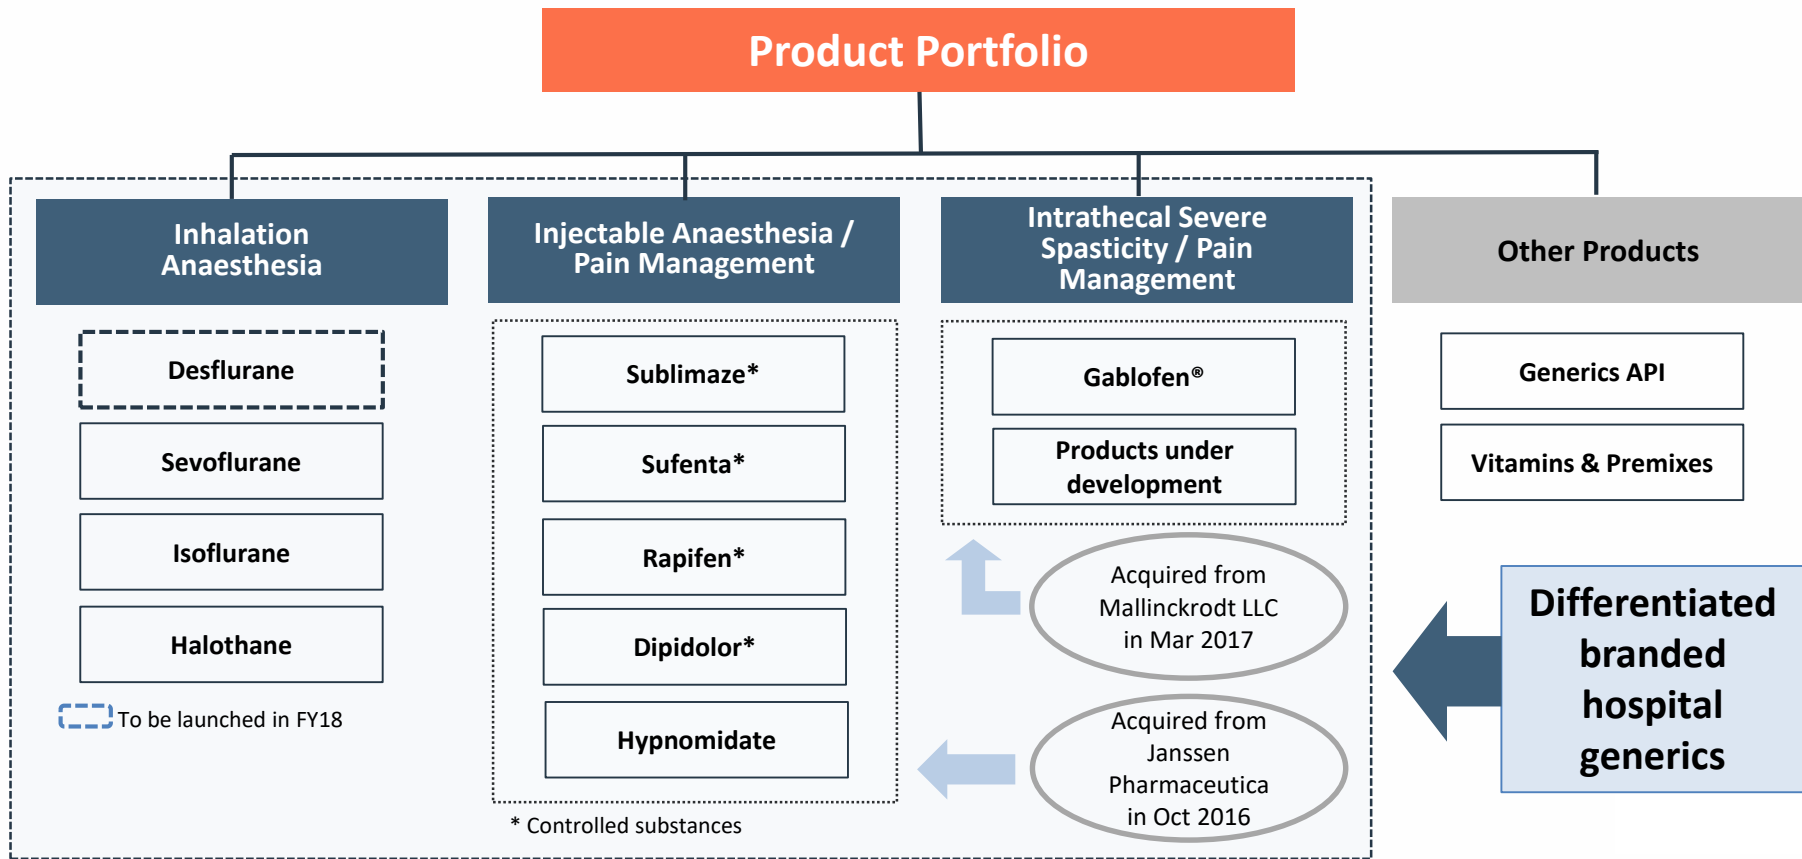 Product Portfolio
Inhalation
Anaesthesia
Desflurane
Sevoflurane
Isoflurane
Halothane
To be launched in FY18
Injectable Anaesthesia /
Pain Management
Sublimaze*
Sufenta*
Rapifen*
Dipidolor*
Hypnomidate
* Controlled substances
Intrathecal Severe
Spasticity / Pain
Management
Gablofen®
Products under
development
Acquired from
Mallinckrodt LLC
in Mar 2017
Acquired from
Janssen
Pharmaceutica
in Oct 2016
Other Products
Generics API
Vitamins & Premixes
Differentiated
branded
hospital
generics